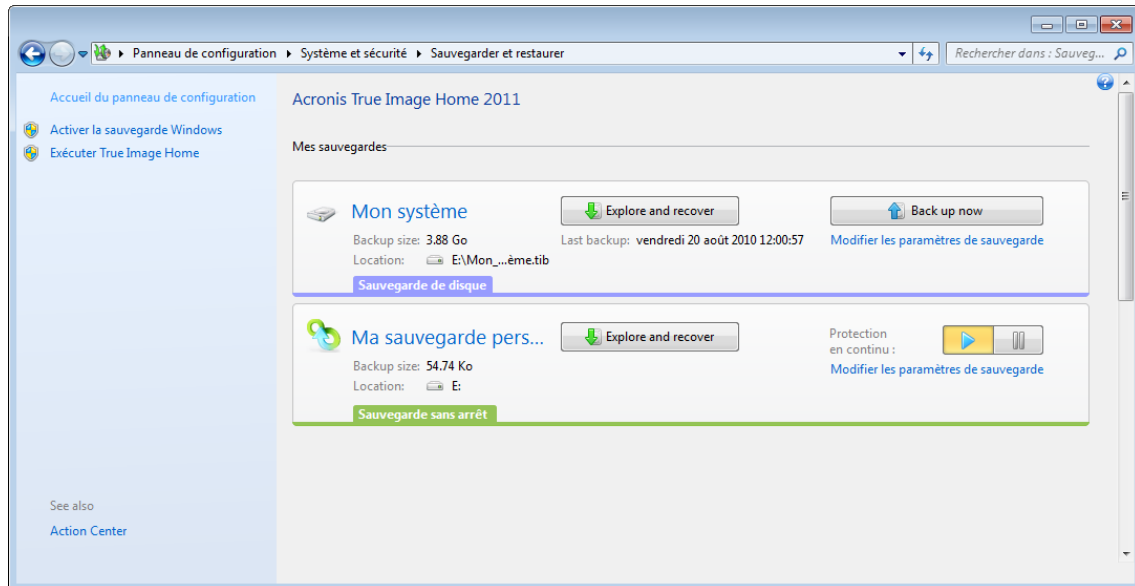 Panneau de configuration ▸ Système et sécurité ▸ Sauvegarder et restaurer
Rechercher dans : Sauveg...
Accueil du panneau de configuration
Activer la sauvegarde Windows
Exécuter True Image Home
Acronis True Image Home 2011
Mes sauvegardes
Mon système
Explore and recover
Back up now
Backup size: 3.88 Go
Last backup: vendredi 20 août 2010 12:00:57
Modifier les paramètres de sauvegarde
Location: E:\Mon_...ème.tib
Sauvegarde de disque
Ma sauvegarde pers...
Explore and recover
Protection
en continu :
Backup size: 54.74 Ko
Modifier les paramètres de sauvegarde
Location: E:
Sauvegarde sans arrêt
See also
Action Center